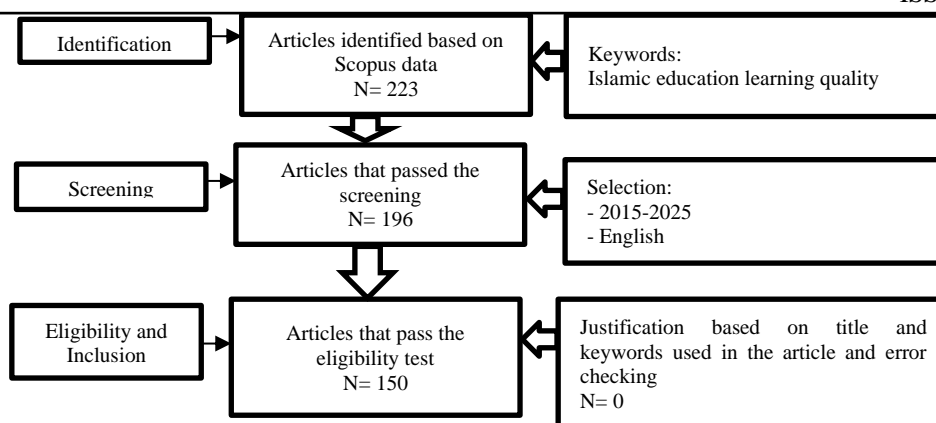 Identification
Articles identified based on
Scopus data
N= 223
Keywords:
Islamic education learning quality
Screening
Articles that passed the
screening
N= 196
Selection:
- 2015-2025
- English
Eligibility and
Inclusion
Articles that pass the
eligibility test
N= 150
Justification based on title and
keywords used in the article and error
checking
N= 0